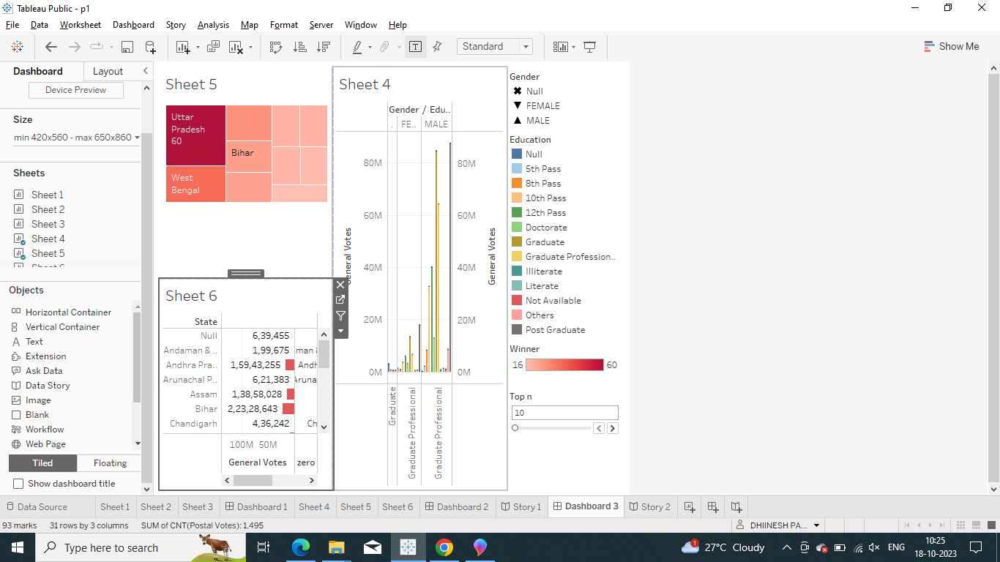 Tableau Public - p1
File Data Worksheet Dashboard Story Analysis Map Format Server Window Help
Standard
Show Me
Dashboard Layout
Device Preview
Size
min 420x560 - max 650x860
Sheets
Sheet 1
Sheet 2
Sheet 3
Sheet 4
Sheet 5
Objects
Horizontal Container
Vertical Container
Text
Extension
Ask Data
Data Story
Image
Blank
Workflow
Web Page
Tiled Floating
Show dashboard title
Sheet 5
Uttar
Pradesh
60
Bihar
West
Bengal
Sheet 6
State
Null 6,39,455
Andaman & .. 1,99,675
Andhra Pra.. 1,59,43,255 Andh
Arunachal P.. 6,21,383 Aruna
Assam 1,38,58,028
Bihar 2,23,28,643
Chandigarh 4,36,242 Ch
100M 50M
General Votes zero
Sheet 4
Gender / Edu..
. FE.. MALE
80M 80M
60M 60M
40M 40M
20M 20M
0M 0M
General Votes
General Votes
Graduate
Graduate Professional
Graduate Professional
Gender
Null
FEMALE
MALE
Education
Null
5th Pass
8th Pass
10th Pass
12th Pass
Doctorate
Graduate
Graduate Profession..
Illiterate
Literate
Not Available
Others
Post Graduate
Winner
16 60
Top n
10
Data Source Sheet 1 Sheet 2 Sheet 3 Dashboard 1 Sheet 4 Sheet 5 Sheet 6 Dashboard 2 Story 1 Dashboard 3 Story 2
93 marks 31 rows by 3 columns SUM of CNT(Postal Votes): 1,495 DHINESH PA...
Type here to search
1 27°C Cloudy ENG
10:25
18-10-2023